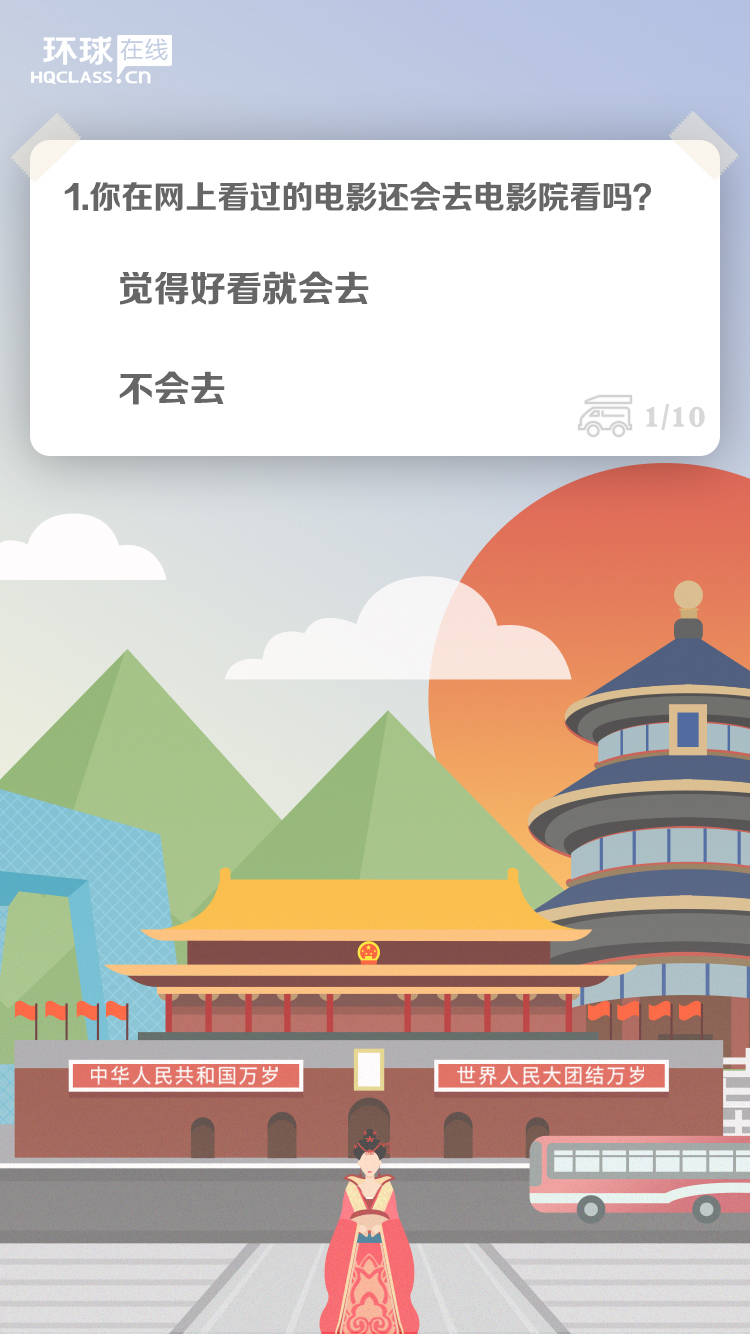 环球在线
HQCLASS.cn
1.你在网上看过的电影还会去电影院看吗?
觉得好看就会去
不会去
1/10
中华人民共和国万岁
世界人民大团结万岁